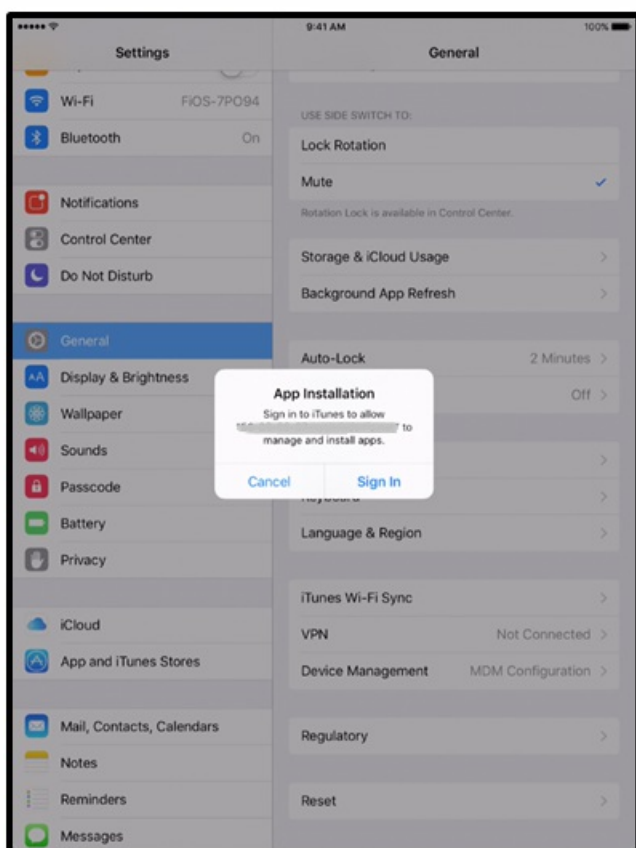 9:41 AM
100%
Settings
General
Wi-Fi
FiOS-7PO94
Bluetooth
On
Notifications
Control Center
Do Not Disturb
General
Display & Brightness
Wallpaper
Sounds
Passcode
Battery
Privacy
iCloud
App and iTunes Stores
Mail, Contacts, Calendars
Notes
Reminders
Messages
USE SIDE SWITCH TO:
Lock Rotation
Mute
Rotation Lock is available in Control Center.
Storage & iCloud Usage
Background App Refresh
Auto-Lock
2 Minutes
Off
Language & Region
iTunes Wi-Fi Sync
VPN
Not Connected
Device Management
MDM Configuration
Regulatory
Reset
App Installation
Sign in to iTunes to allow
to
manage and install apps.
Cancel
Sign In